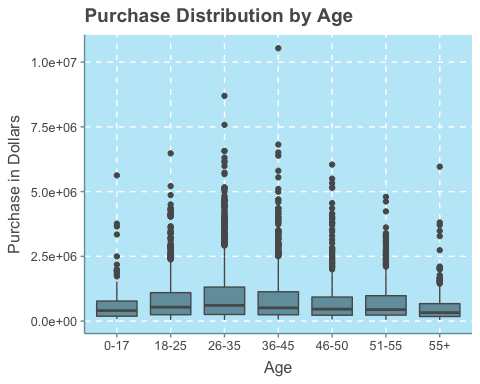 Purchase Distribution by Age
Purchase in Dollars
1.0e+07
7.5e+06
5.0e+06
2.5e+06
0.0e+00
0-17 18-25 26-35 36-45 46-50 51-55 55+
Age